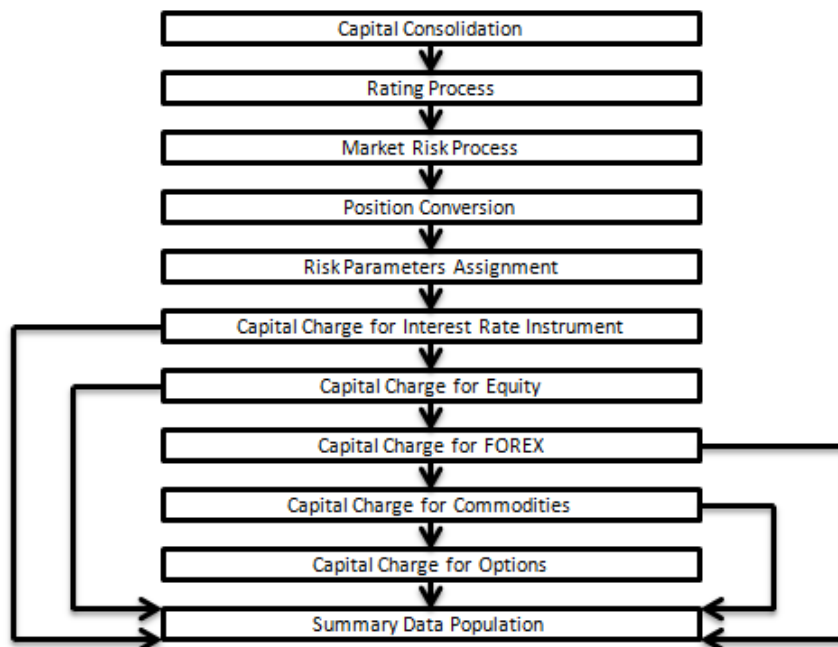 Capital Consolidation
Rating Process
Market Risk Process
Position Conversion
Risk Parameters Assignment
Capital Charge for Interest Rate Instrument
Capital Charge for Equity
Capital Charge for FOREX
Capital Charge for Commodities
Capital Charge for Options
Summary Data Population